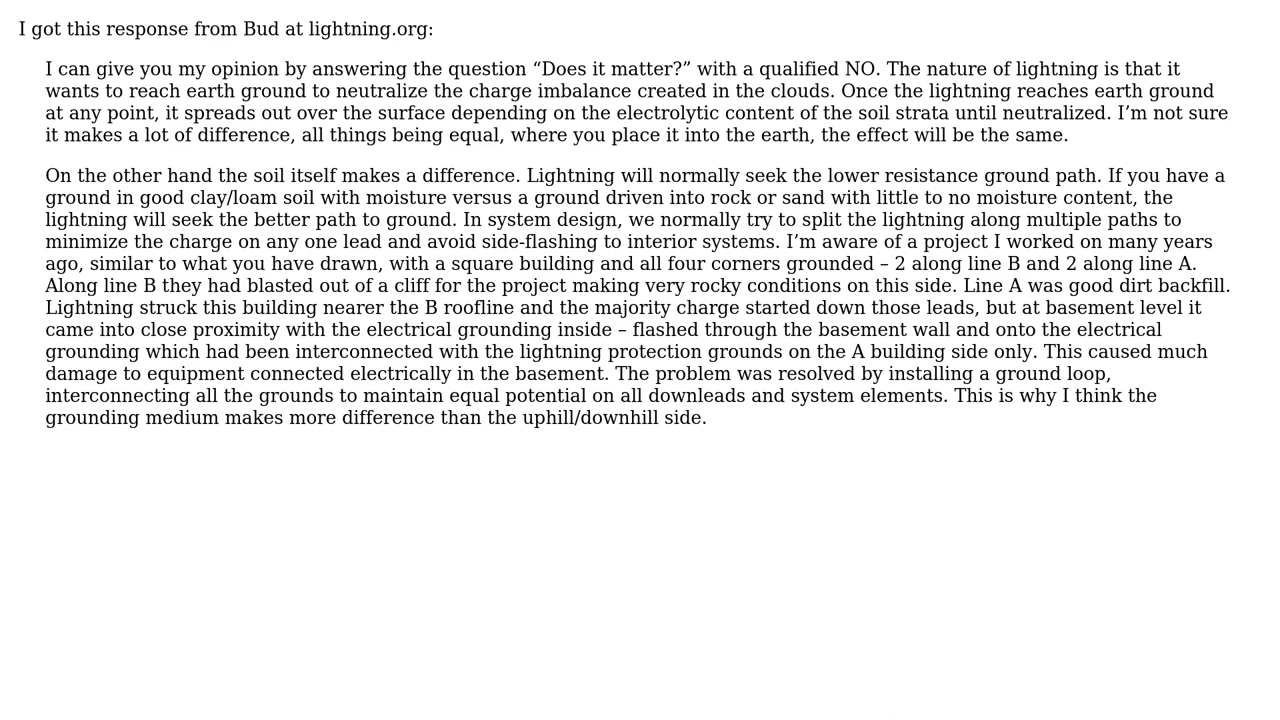 I got this response from Bud at lightning.org:
I can give you my opinion by answering the question “Does it matter?” with a qualified NO. The nature of lightning is that it
wants to reach earth ground to neutralize the charge imbalance created in the clouds. Once the lightning reaches earth ground
at any point, it spreads out over the surface depending on the electrolytic content of the soil strata until neutralized. I’m not sure
it makes a lot of difference, all things being equal, where you place it into the earth, the effect will be the same.
On the other hand the soil itself makes a difference. Lightning will normally seek the lower resistance ground path. If you have a
ground in good clay/loam soil with moisture versus a ground driven into rock or sand with little to no moisture content, the
lightning will seek the better path to ground. In system design, we normally try to split the lightning along multiple paths to
minimize the charge on any one lead and avoid side-flashing to interior systems. I’m aware of a project I worked on many years
ago, similar to what you have drawn, with a square building and all four corners grounded – 2 along line B and 2 along line A.
Along line B they had blasted out of a cliff for the project making very rocky conditions on this side. Line A was good dirt backfill.
Lightning struck this building nearer the B roofline and the majority charge started down those leads, but at basement level it
came into close proximity with the electrical grounding inside – flashed through the basement wall and onto the electrical
grounding which had been interconnected with the lightning protection grounds on the A building side only. This caused much
damage to equipment connected electrically in the basement. The problem was resolved by installing a ground loop,
interconnecting all the grounds to maintain equal potential on all downleads and system elements. This is why I think the
grounding medium makes more difference than the uphill/downhill side.